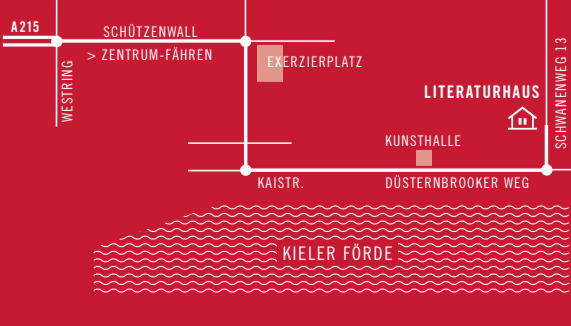 A215
SCHÜTZENWALL
> ZENTRUM-FÄHREN
WESTRING
EXERZIERPLATZ
LITERATURHAUS
SCHWANENWEG 13
KUNSTHALLE
KAISTR.
DÜSTERNBROOKER WEG
KIELER FÖRDE